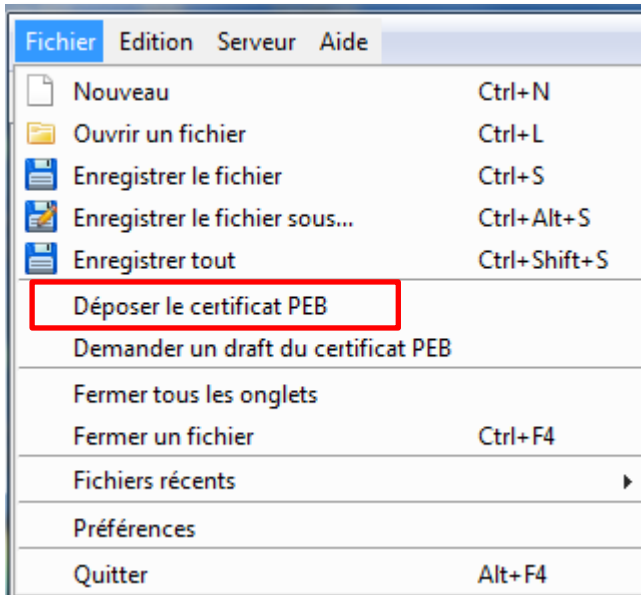 Fichier Edition Serveur Aide
Nouveau Ctrl+N
Ouvrir un fichier Ctrl+L
Enregistrer le fichier Ctrl+S
Enregistrer le fichier sous... Ctrl+Alt+S
Enregistrer tout Ctrl+Shift+S
Déposer le certificat PEB
Demander un draft du certificat PEB
Fermer tous les onglets
Fermer un fichier Ctrl+F4
Fichiers récents
Préférences
Quitter Alt+F4